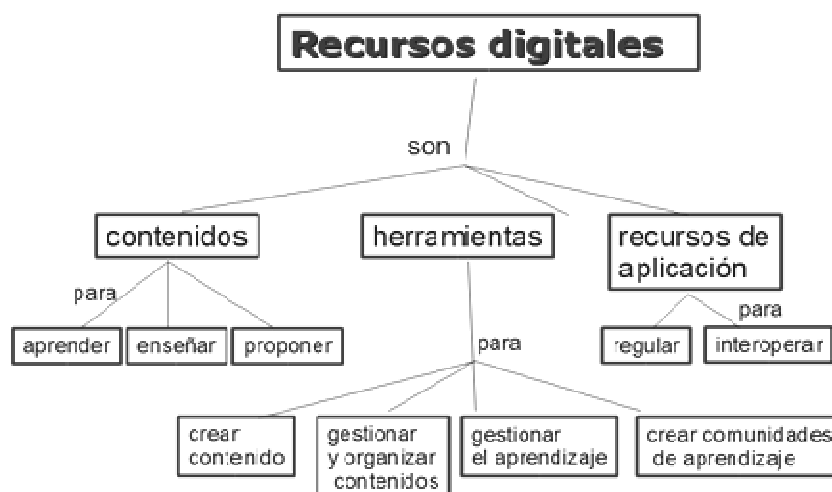 Recursos digitales
son
contenidos
herramientas
recursos de
aplicación
para
aprender
enseñar
proponer
para
para
regular
interoperar
crear
contenido
gestionar
y organizar
contenidos
gestionar
el aprendizaje
crear comunidades
de aprendizaje